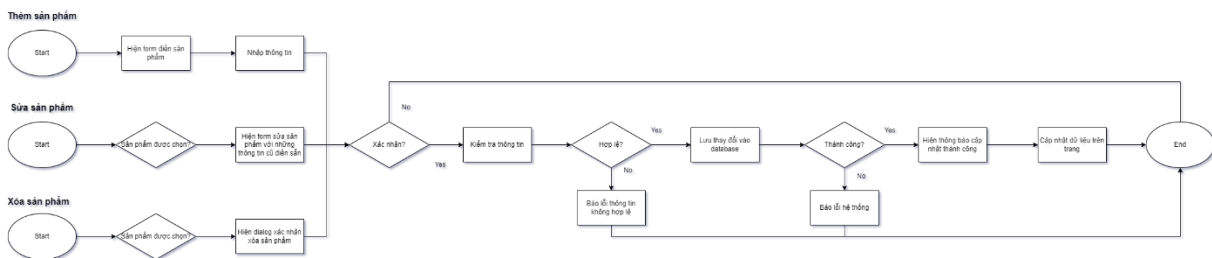 Thêm sản phẩm
Start
Hiện form điền sản
phẩm
Nhập thông tin
Sửa sản phẩm
Start
Sản phẩm được chọn?
Hiện form sửa sản
phẩm với những
thông tin cũ điền sẵn
Xóa sản phẩm
Start
Sản phẩm được chọn?
Hiện dialog xác nhận
xóa sản phẩm
Xác nhận?
No
Yes
Kiểm tra thông tin
Hợp lệ?
Yes
No
Báo lỗi thông tin
không hợp lệ
Lưu thay đổi vào
database
Thành công?
Yes
No
Báo lỗi hệ thống
Hiện thông báo cập
nhật thành công
Cập nhật dữ liệu trên
trang
End